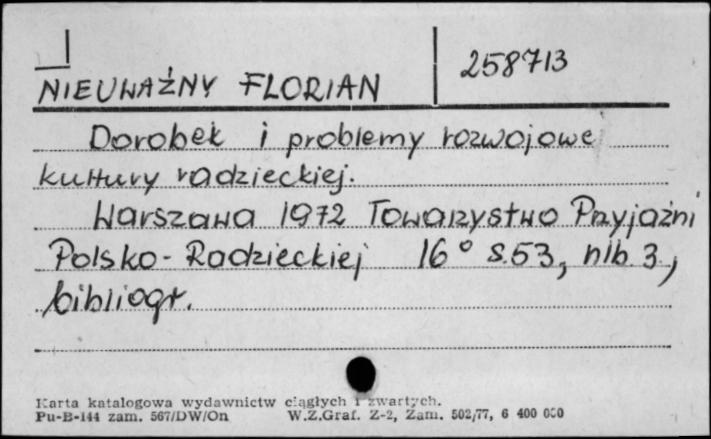 258713
NIEUWAŻNY FLORIAN
Dorobek i problemy rozwojowe
kultury radzieckiej.
Warszawa 1972 Towarzystwo Przyjaźni
Polsko-Radzieckiej 16° s.53, nlb 3,
bibliogr.
Karta katalogowa wydawnictw ciągłych i zwartych.
Pu-B-144 zam. 567/DW/On W.Z.Graf. Z-2, Zam. 502/77, 6 400 000